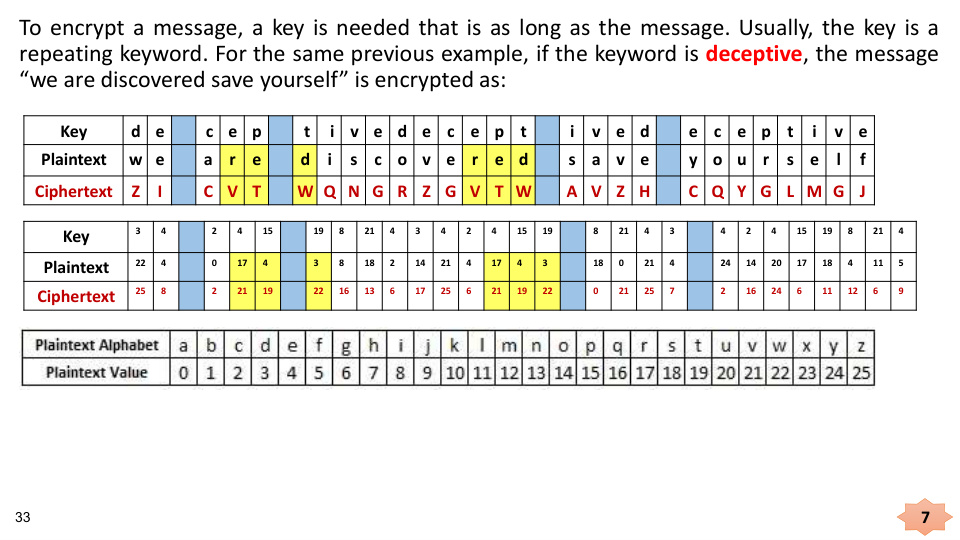 To encrypt a message, a key is needed that is as long as the message. Usually, the key is a
repeating keyword. For the same previous example, if the keyword is deceptive, the message
“we are discovered save yourself” is encrypted as:
Key d e c e p t i v e d e c e p t i v e d e c e p t i v e
Plaintext w e a r e d i s c o v e r e d s a v e y o u r s e l f
Ciphertext Z I C V T W Q N G R Z G V T W A V Z H C Q Y G L M G J
Key 3 4 2 4 15 19 8 21 4 3 4 2 4 15 19 8 21 4 3 4 2 4 15 19 8 21 4
Plaintext 22 4 0 17 4 3 8 18 2 14 21 4 17 4 3 18 0 21 4 24 14 20 17 18 4 11 5
Ciphertext 25 8 2 21 19 22 16 13 6 17 25 6 21 19 22 0 21 25 7 2 16 24 6 11 12 6 9
Plaintext Alphabet a b c d e f g h i j k l m n o p q r s t u v w x y z
Plaintext Value 0 1 2 3 4 5 6 7 8 9 10 11 12 13 14 15 16 17 18 19 20 21 22 23 24 25
33
7